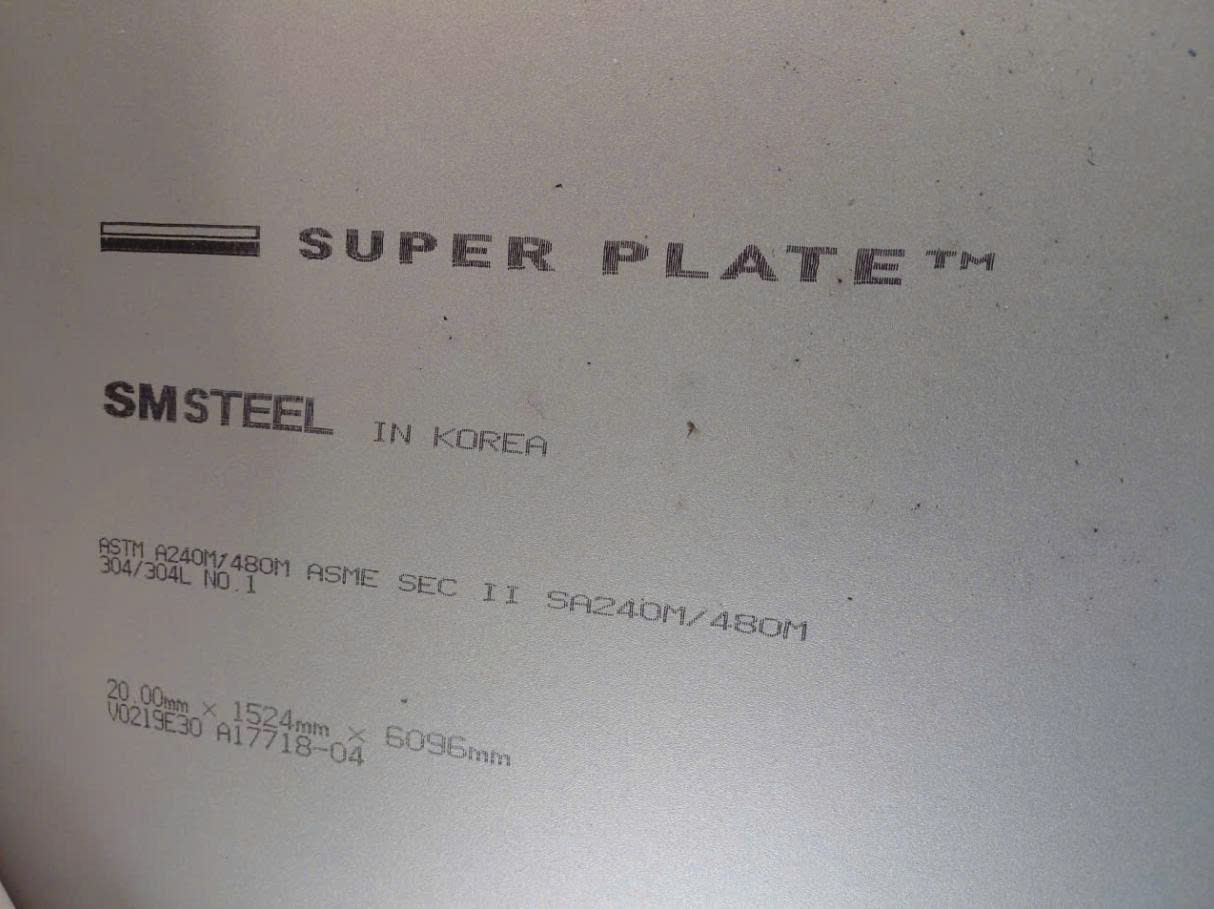 SUPER PLATE™
SMSTEEL IN KOREA
ASTM A240M/480M ASME SEC II SA240M/480M
304/304L NO.1
20.00mm × 1524mm × 6096mm
V0219E30 A17718-04